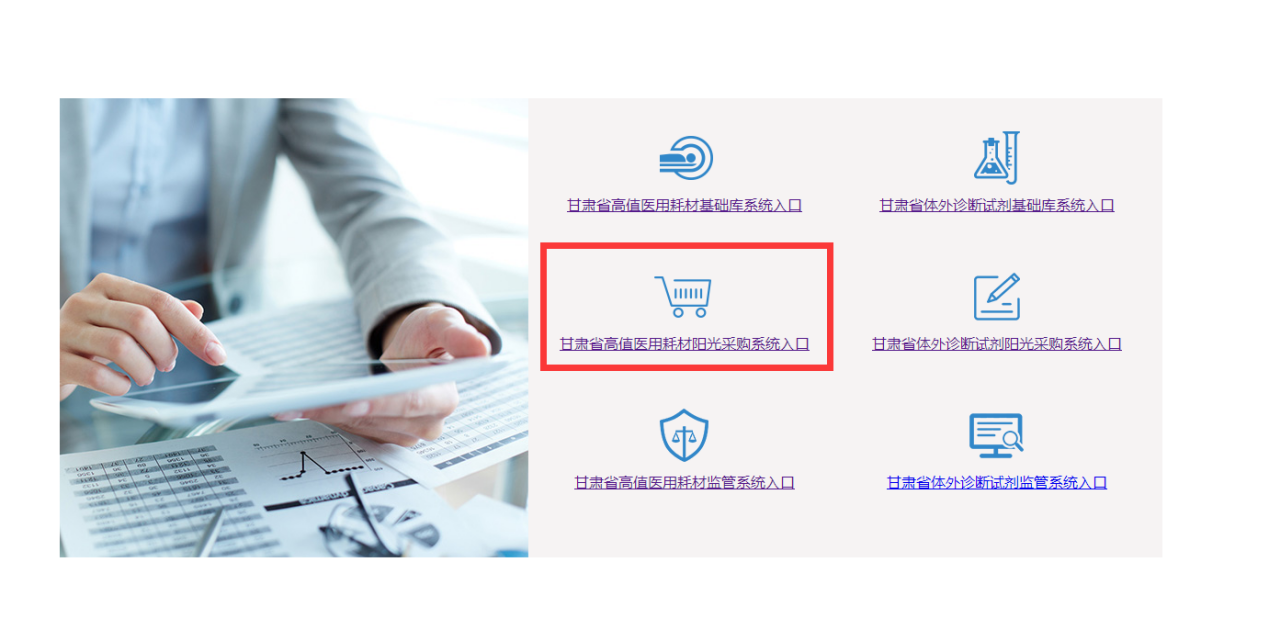 甘肃省高值医用耗材基础库系统入口
甘肃省体外诊断试剂基础库系统入口
甘肃省高值医用耗材阳光采购系统入口
甘肃省体外诊断试剂阳光采购系统入口
甘肃省高值医用耗材监管系统入口
甘肃省体外诊断试剂监管系统入口